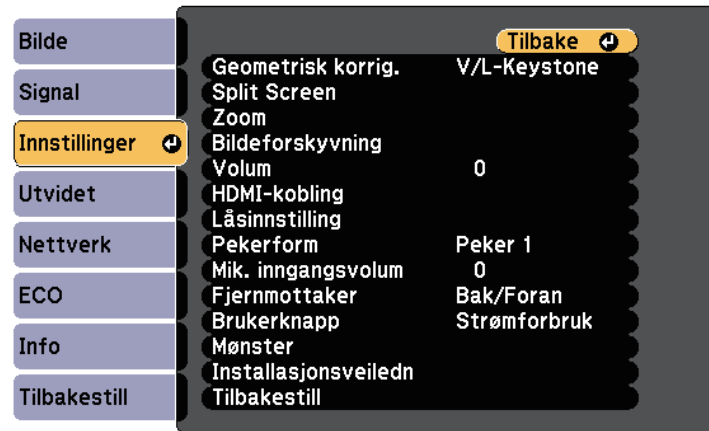 Bilde
Signal
Innstillinger
Utvidet
Nettverk
ECO
Info
Tilbakestill
Tilbake
Geometrisk korrig. V/L-Keystone
Split Screen
Zoom
Bildeforskyvning
Volum 0
HDMI-kobling
Låsinnstilling
Pekerform Peker 1
Mik. inngangsvolum 0
Fjernmottaker Bak/Foran
Brukerknapp Strømforbruk
Mønster
Installasjonsveiledn
Tilbakestill